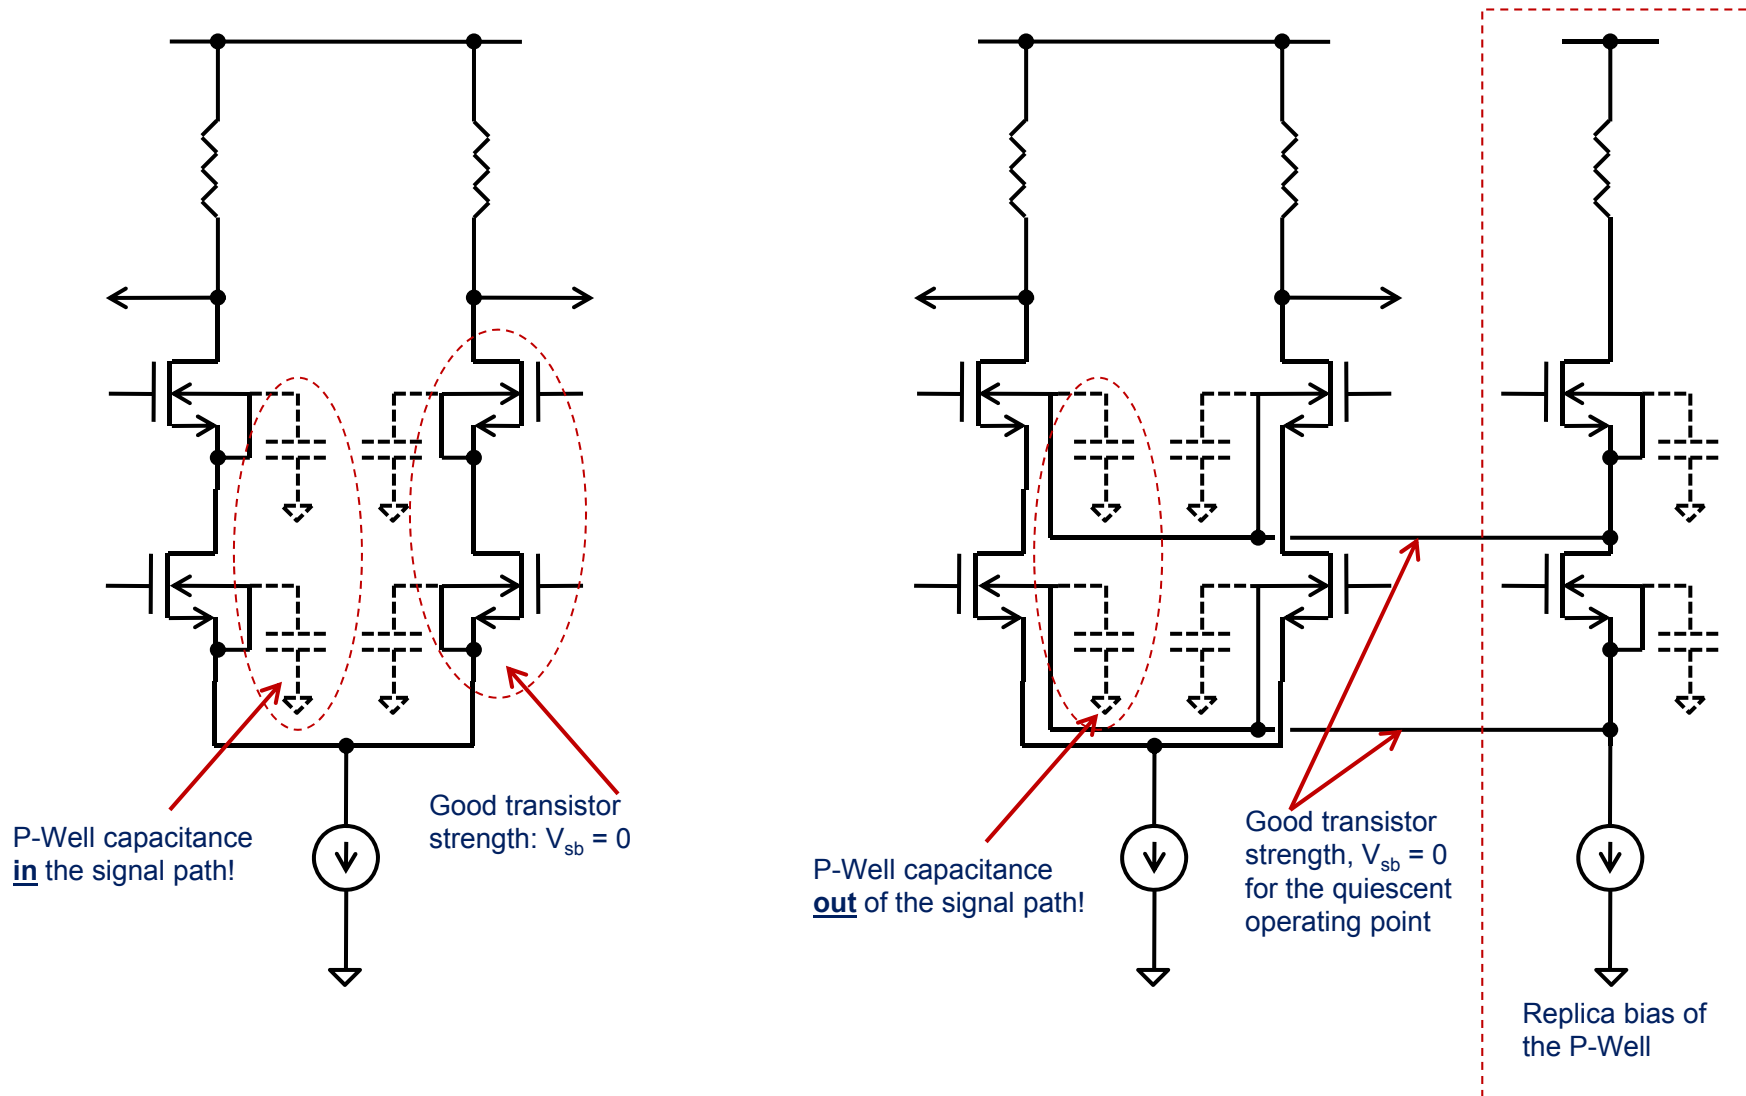 P-Well capacitance
in the signal path!
Good transistor
strength: Vsb = 0
P-Well capacitance
out of the signal path!
Good transistor
strength, Vsb = 0
for the quiescent
operating point
Replica bias of
the P-Well